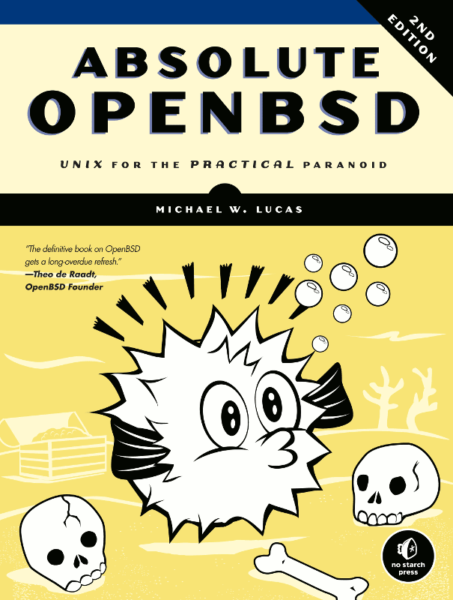 2ND
EDITION
ABSOLUTE
OPENBSD
UNIX FOR THE PRACTICAL PARANOID
MICHAEL W. LUCAS
“The definitive book on OpenBSD
gets a long-overdue refresh.”
—Theo de Raadt,
OpenBSD Founder
no starch
press